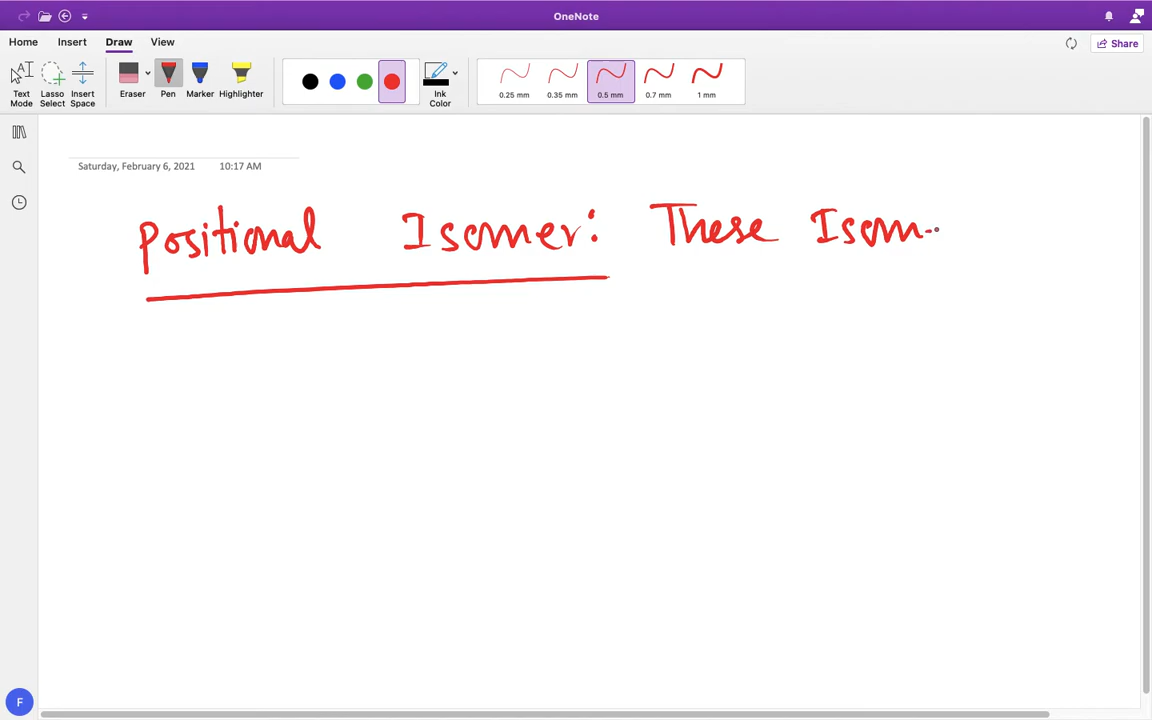 OneNote
Home Insert Draw View
Share
Text Mode Lasso Select Insert Space Eraser Pen Marker Highlighter Ink Color 0.25 mm 0.35 mm 0.5 mm 0.7 mm 1 mm
Saturday, February 6, 2021 10:17 AM
Positional Isomer: These Isom
F